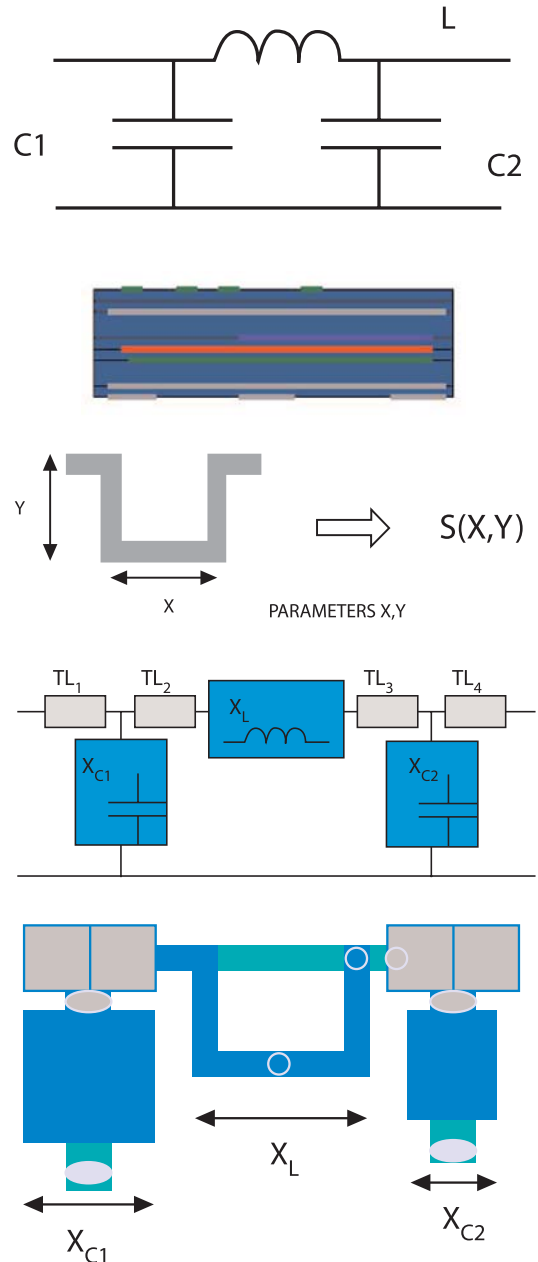 L
C1
C2
Y
S(X,Y)
X
PARAMETERS X,Y
TL1 TL2 TL3 TL4
XL
XC1 XC2
XL
XC1 XC2